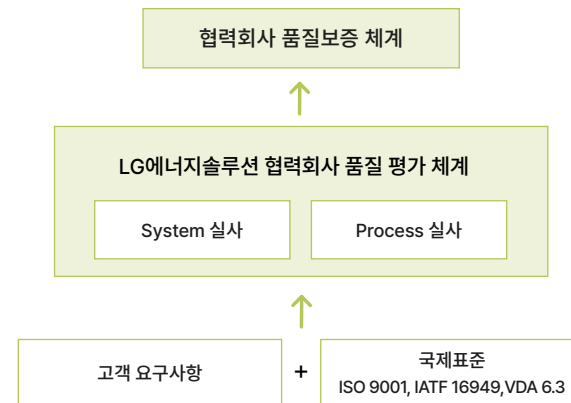 협력회사 품질보증 체계
LG에너지솔루션 협력회사 품질 평가 체계
System 실사
Process 실사
고객 요구사항
+
국제표준
ISO 9001, IATF 16949,VDA 6.3